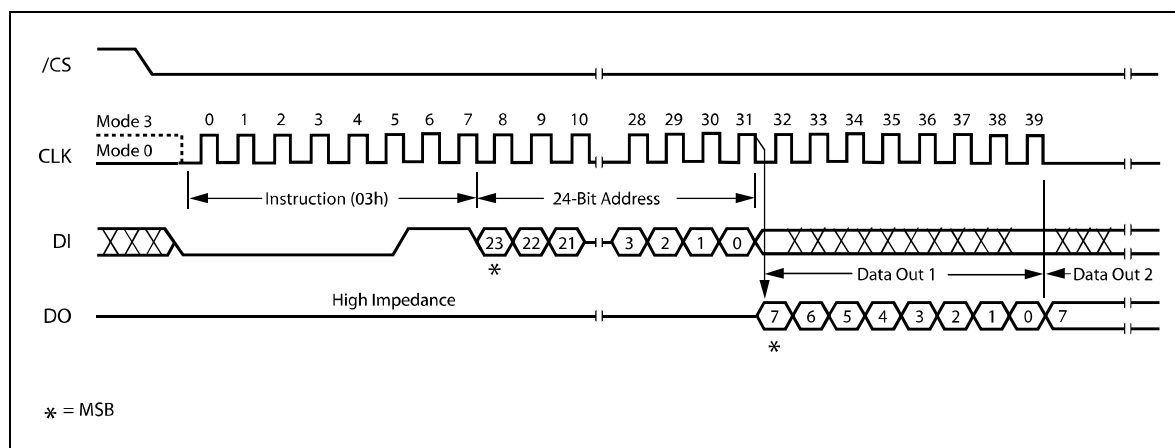 /CS
Mode 3
0 1 2 3 4 5 6 7 8 9 10 28 29 30 31 32 33 34 35 36 37 38 39
CLK
Mode 0
Instruction (03h) 24-Bit Address
DI
23 22 21 3 2 1 0
*
Data Out 1 Data Out 2
High Impedance
DO
7 6 5 4 3 2 1 0 7
*
* = MSB